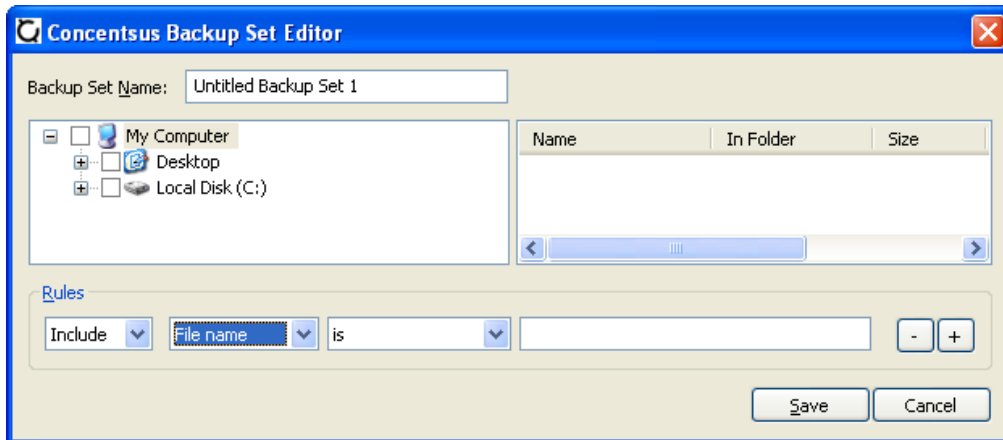 Concentsus Backup Set Editor
Backup Set Name: Untitled Backup Set 1
My Computer
Desktop
Local Disk (C:)
Name In Folder Size
Rules
Include File name is - +
Save Cancel